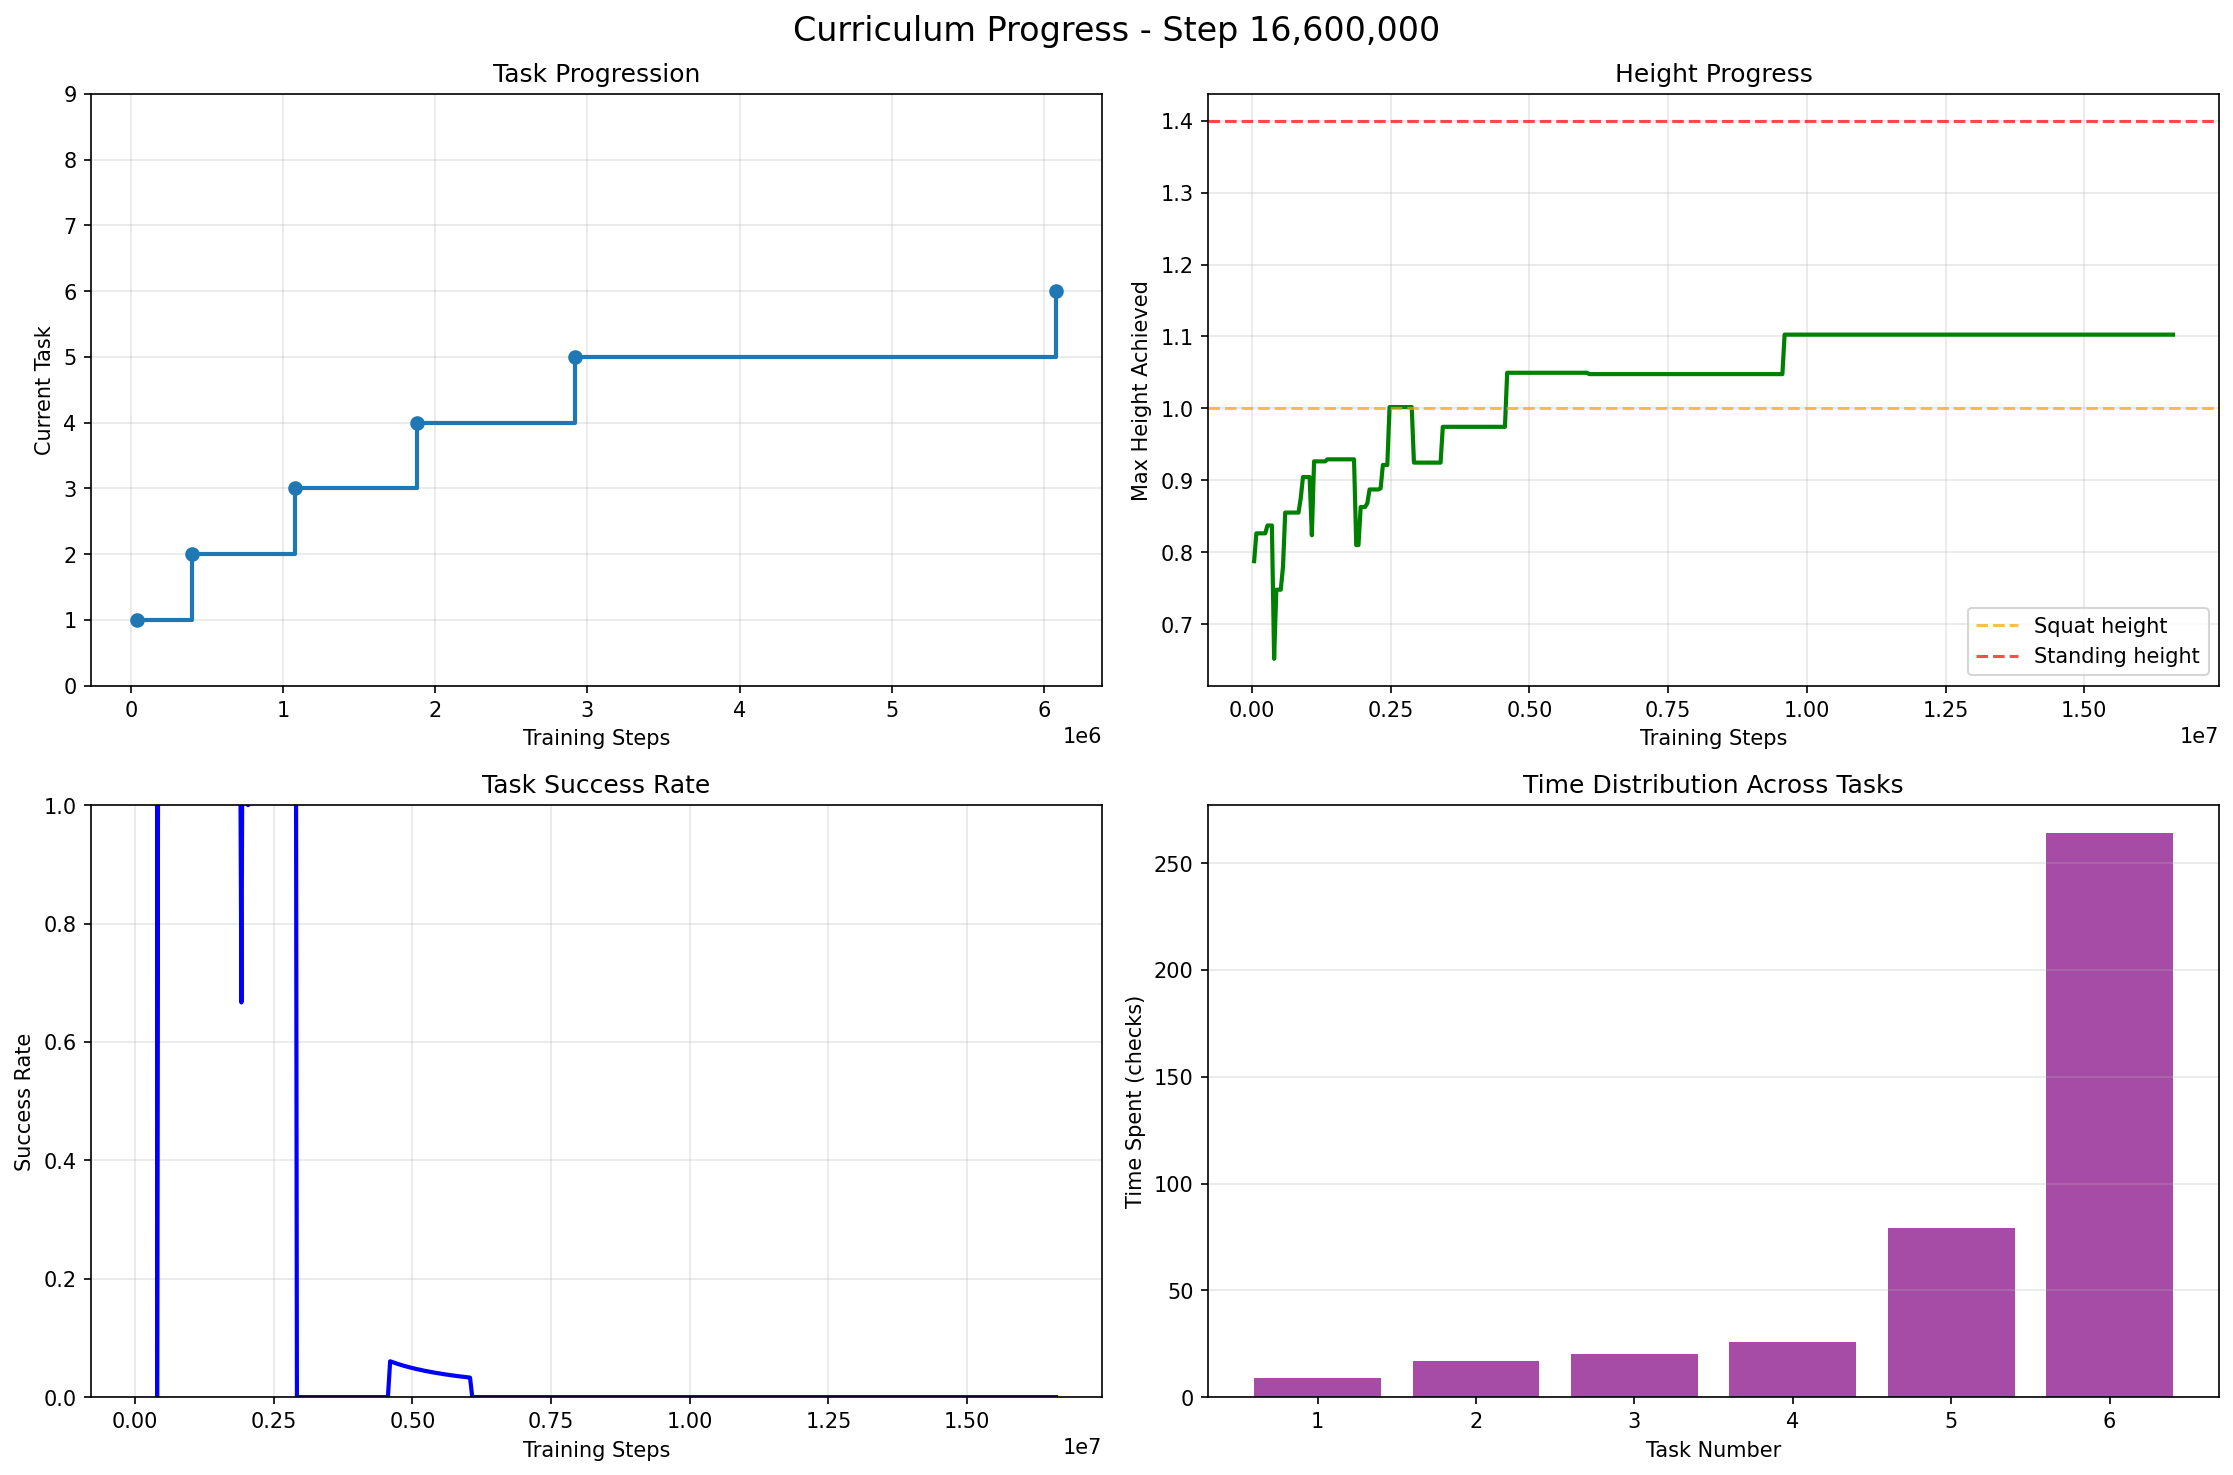 Curriculum Progress - Step 16,600,000
Task Progression
9
8
7
6
5
4
3
2
1
0
Current Task
0 1 2 3 4 5 6
1e6
Training Steps
Height Progress
1.4
1.3
1.2
1.1
1.0
0.9
0.8
0.7
Max Height Achieved
Squat height
Standing height
0.00 0.25 0.50 0.75 1.00 1.25 1.50
1e7
Training Steps
Task Success Rate
1.0
0.8
0.6
0.4
0.2
0.0
Success Rate
0.00 0.25 0.50 0.75 1.00 1.25 1.50
1e7
Training Steps
Time Distribution Across Tasks
250
200
150
100
50
0
Time Spent (checks)
1 2 3 4 5 6
Task Number